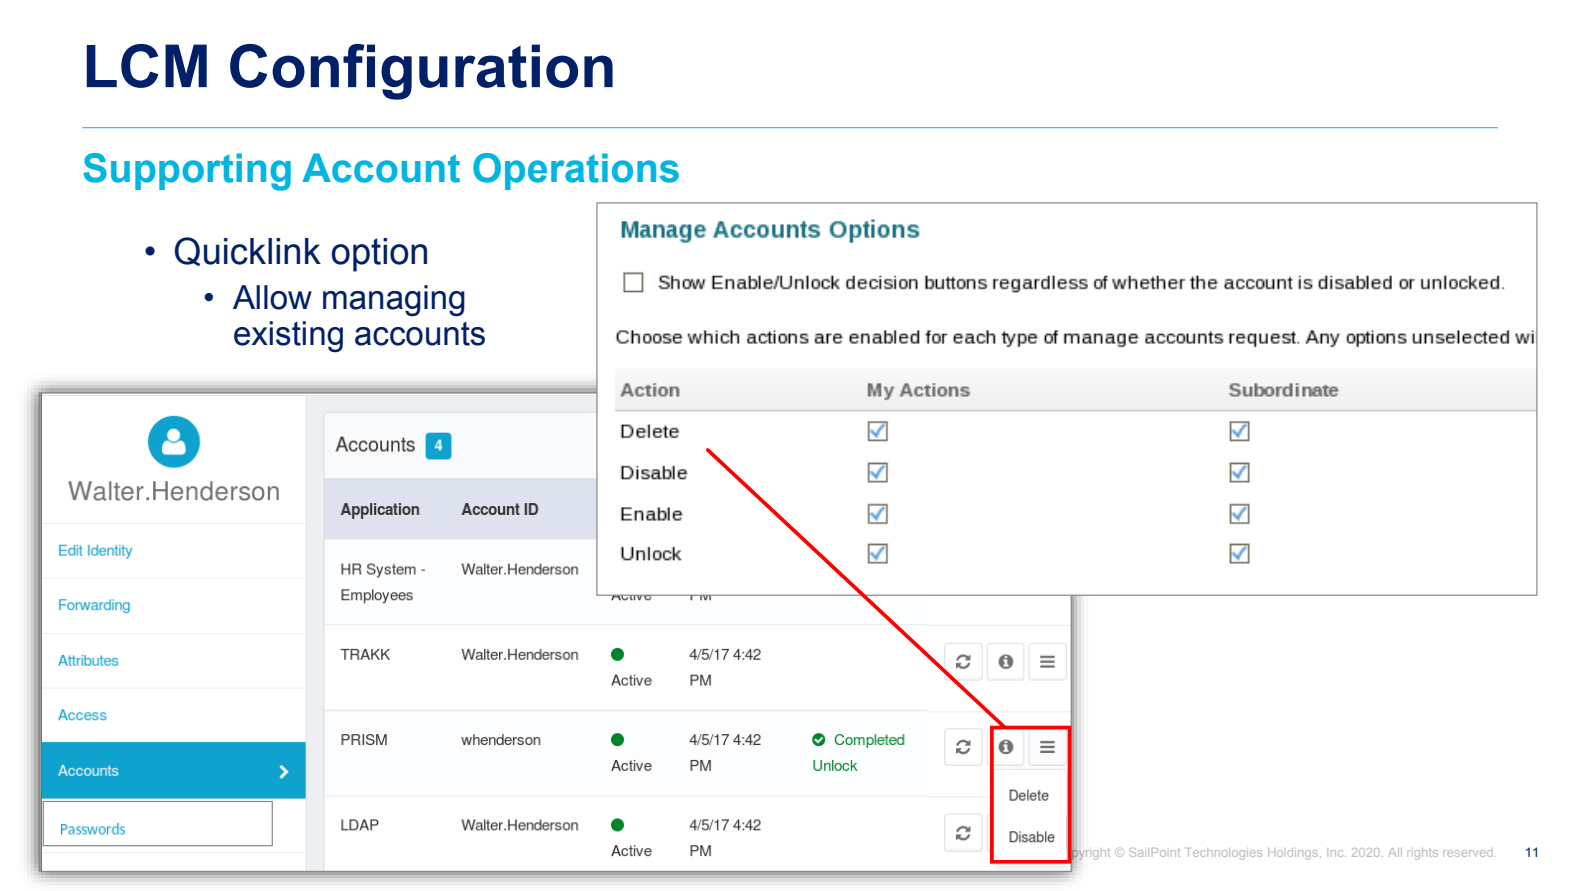 LCM Configuration
Supporting Account Operations
• Quicklink option
• Allow managing
existing accounts
Manage Accounts Options
Show Enable/Unlock decision buttons regardless of whether the account is disabled or unlocked.
Choose which actions are enabled for each type of manage accounts request. Any options unselected wi
Action My Actions Subordinate
Delete
Disable
Enable
Unlock
Walter.Henderson
Edit Identity
Forwarding
Attributes
Access
Accounts
Passwords
Accounts 4
Application Account ID
HR System - Walter.Henderson
Employees Active PM
TRAKK Walter.Henderson 4/5/17 4:42
Active PM
PRISM whenderson 4/5/17 4:42 Completed
Active PM Unlock
Delete
LDAP Walter.Henderson 4/5/17 4:42
Disable
Active PM
pyright © SailPoint Technologies Holdings, Inc. 2020. All rights reserved. 11